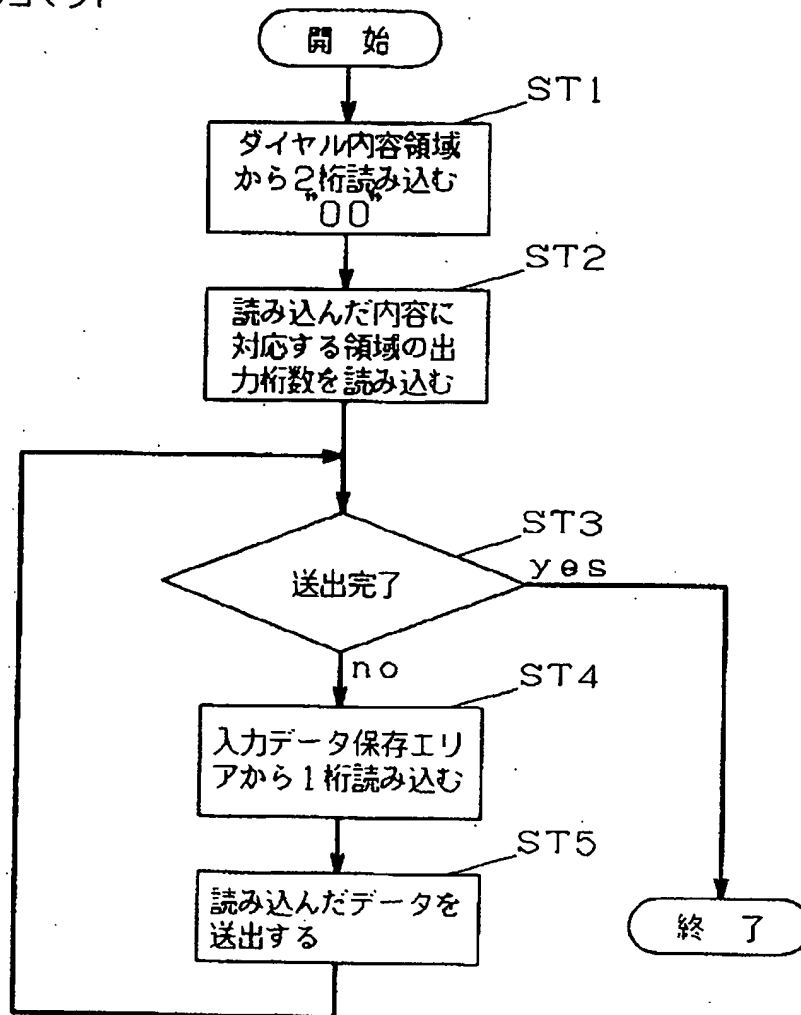 開 始
ST1
ダイヤル内容領域
から2桁読み込む
"00"
ST2
読み込んだ内容に
対応する領域の出
力桁数を読み込む
ST3
送出完了
yes
no
ST4
入力データ保存エリ
アから1桁読み込む
ST5
読み込んだデータを
送出する
終 了